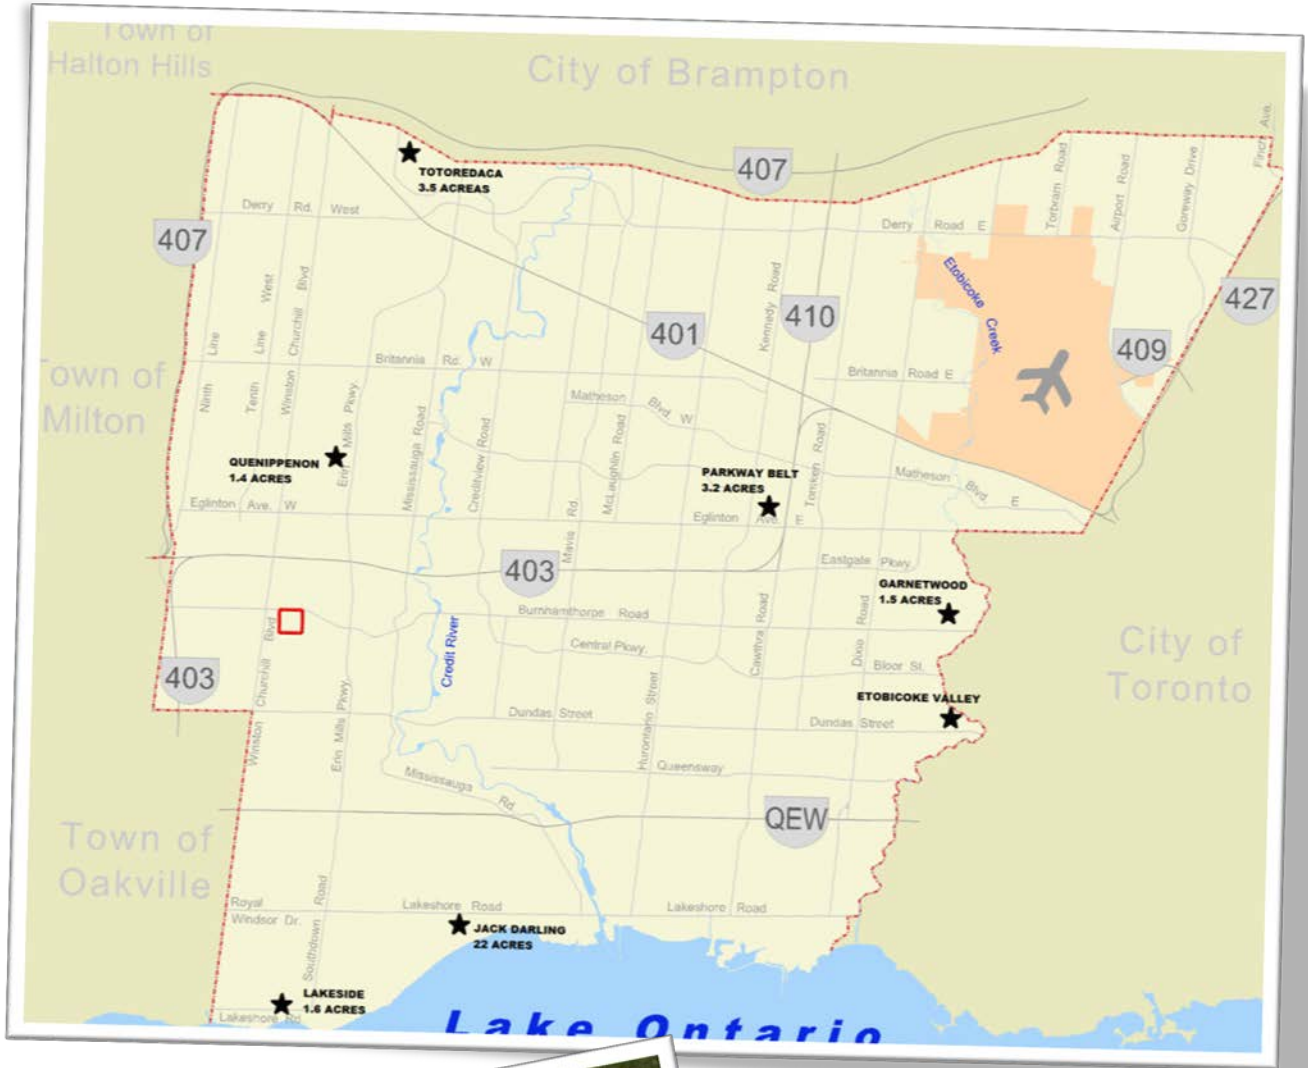 Town of
Halton Hills
City of Brampton
407
TOTOREDACA
3.5 ACREAS
Finch Ave.
Torbram Road
Airport Road
Goreway Drive
Derry Rd. West
Derry Road E
407
Etobicoke Creek
427
Ninth Line
Tenth Line West
Winston Churchill Blvd
Kennedy Road
401
410
409
Britannia Rd. W
Britannia Road E
Town of
Milton
Erin Mills Pkwy.
Mississauga Road
Creditview Road
Matheson Blvd. W
McLaughlin Road
Mavis Rd.
Tomken Road
QUENIPPENON
1.4 ACRES
PARKWAY BELT
3.2 ACRES
Matheson Blvd. E
Eglinton Ave. W
Eglinton Ave. E
403
Eastgate Pkwy.
GARNETWOOD
1.5 ACRES
Burnhamthorpe Road
Central Pkwy.
Cawthra Road
Dixie Road
Bloor St.
City of
Toronto
Credit River
403
Winston Churchill Blvd
ETOBICOKE VALLEY
Dundas Street
Dundas Street
Erin Mills Pkwy.
Hurontario Street
Queensway
Mississauga Rd.
QEW
Town of
Oakville
Royal
Windsor Dr.
Southdown Road
Lakeshore Road
Lakeshore Road
JACK DARLING
22 ACRES
LAKESIDE
1.6 ACRES
Lakeshore Rd.
Lake Ontario